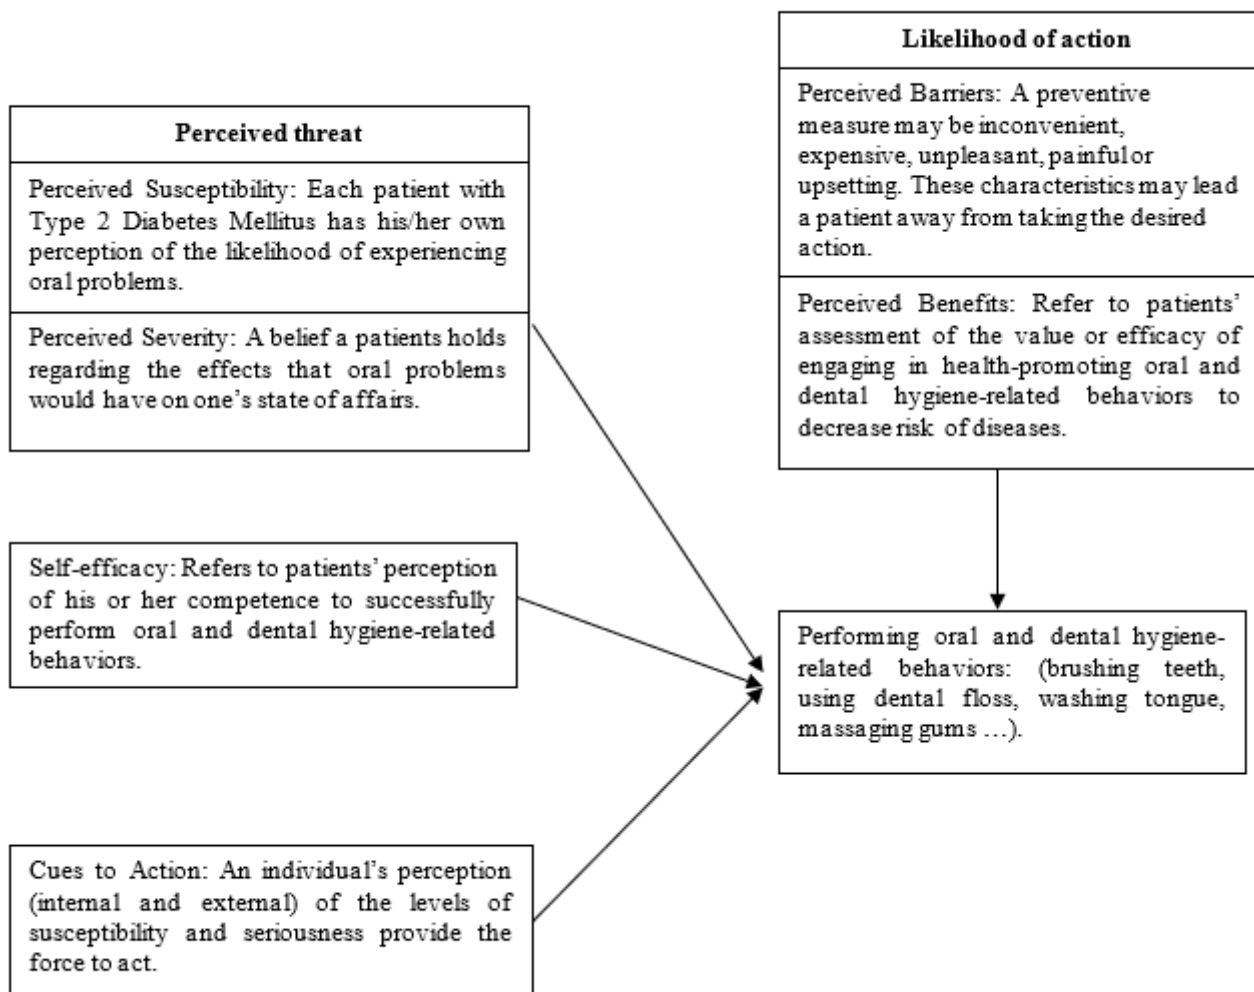 Perceived threat
Perceived Susceptibility: Each patient with
Type 2 Diabetes Mellitus has his/her own
perception of the likelihood of experiencing
oral problems.
Perceived Severity: A belief a patients holds
regarding the effects that oral problems
would have on one’s state of affairs.
Self-efficacy: Refers to patients’ perception
of his or her competence to successfully
perform oral and dental hygiene-related
behaviors.
Cues to Action: An individual’s perception
(internal and external) of the levels of
susceptibility and seriousness provide the
force to act.
Likelihood of action
Perceived Barriers: A preventive
measure may be inconvenient,
expensive, unpleasant, painful or
upsetting. These characteristics may lead
a patient away from taking the desired
action.
Perceived Benefits: Refer to patients’
assessment of the value or efficacy of
engaging in health-promoting oral and
dental hygiene-related behaviors to
decrease risk of diseases.
Performing oral and dental hygiene-
related behaviors: (brushing teeth,
using dental floss, washing tongue,
massaging gums …).